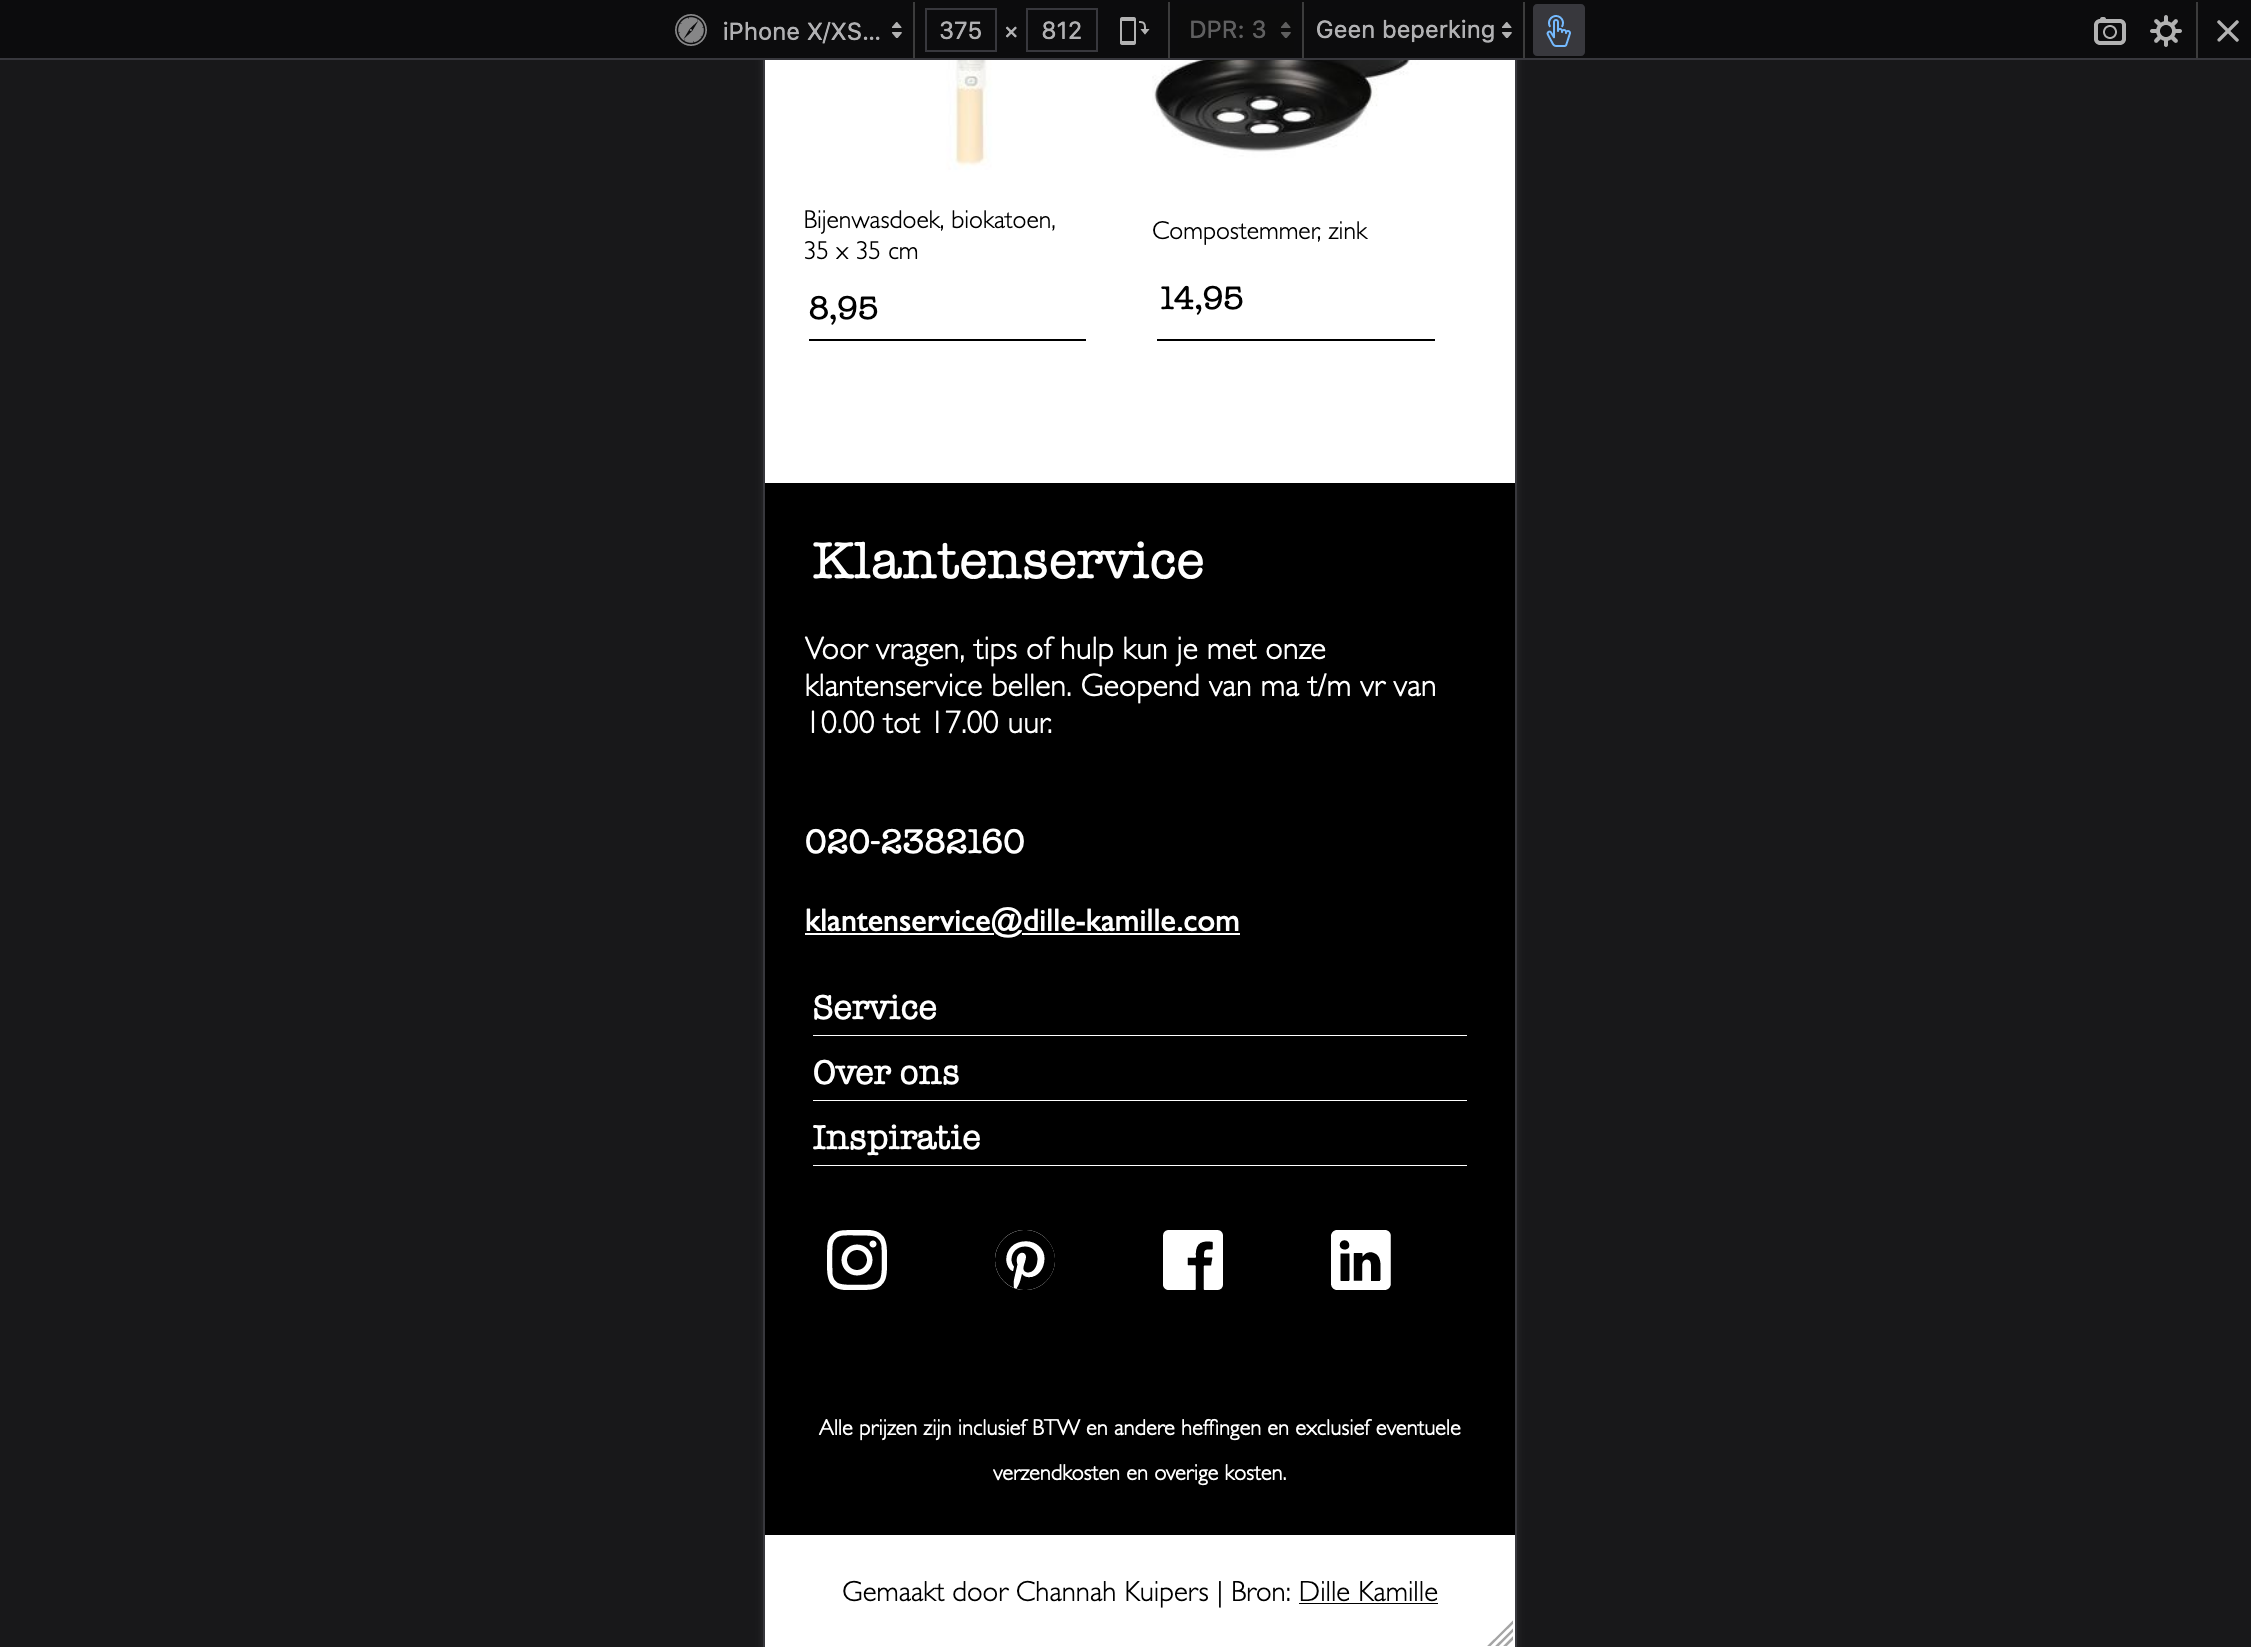 iPhone X/XS... 375 × 812 DPR: 3 Geen beperking
Bijenwasdoek, biokatoen,
35 x 35 cm
8,95
Compostemmer, zink
14,95
Klantenservice
Voor vragen, tips of hulp kun je met onze
klantenservice bellen. Geopend van ma t/m vr van
10.00 tot 17.00 uur.
020-2382160
klantenservice@dille-kamille.com
Service
Over ons
Inspiratie
Alle prijzen zijn inclusief BTW en andere heffingen en exclusief eventuele
verzendkosten en overige kosten.
Gemaakt door Channah Kuipers | Bron: Dille Kamille